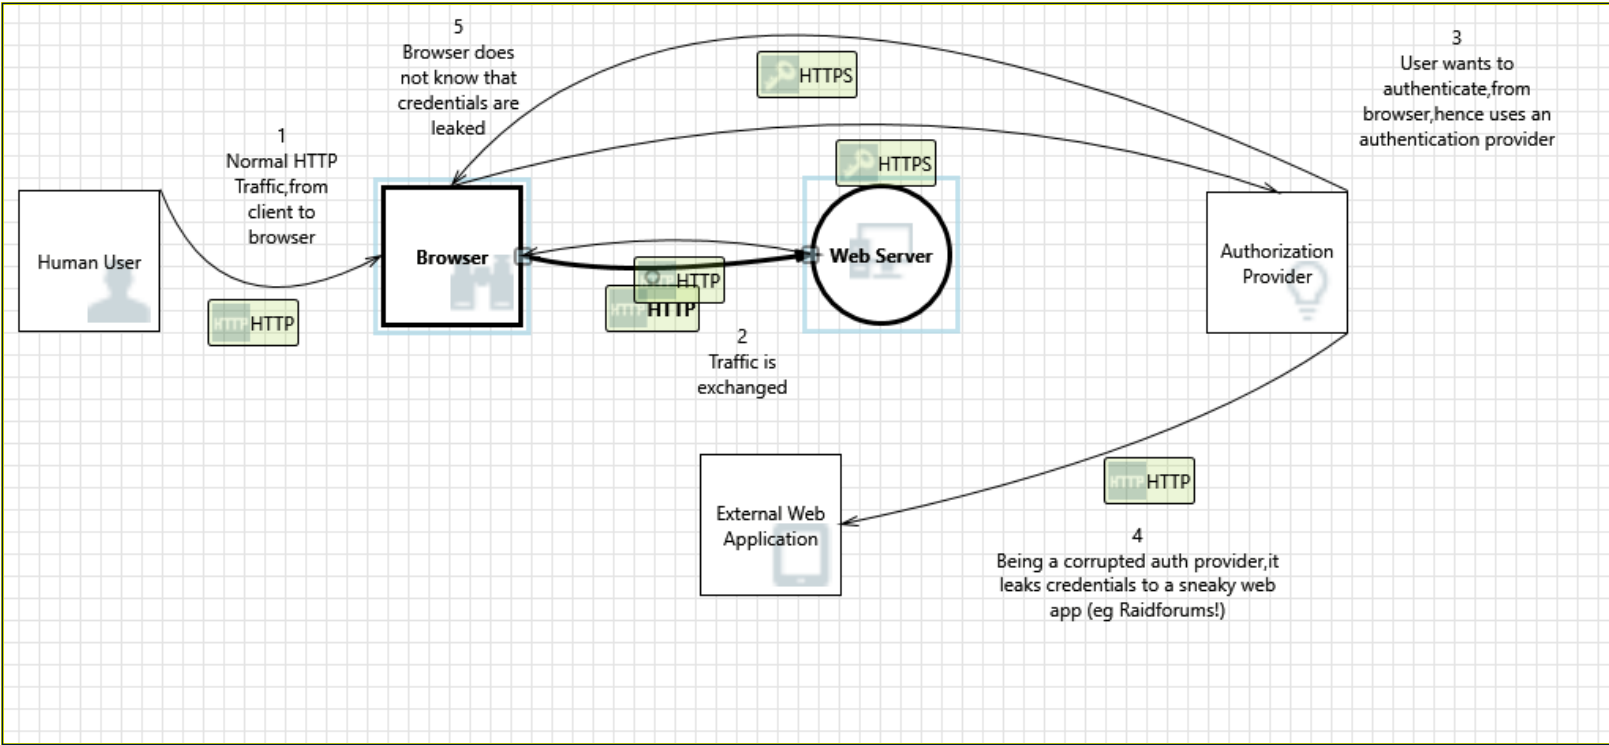 5
Browser does
not know that
credentials are
leaked
HTTPS
3
User wants to
authenticate,from
browser,hence uses an
authentication provider
1
Normal HTTP
Traffic,from
client to
browser
HTTPS
Human User
Browser
Web Server
Authorization
Provider
HTTP
HTTP
HTTP
HTTP
HTTP
2
Traffic is
exchanged
HTTP
HTTP
External Web
Application
4
Being a corrupted auth provider,it
leaks credentials to a sneaky web
app (eg Raidforums!)